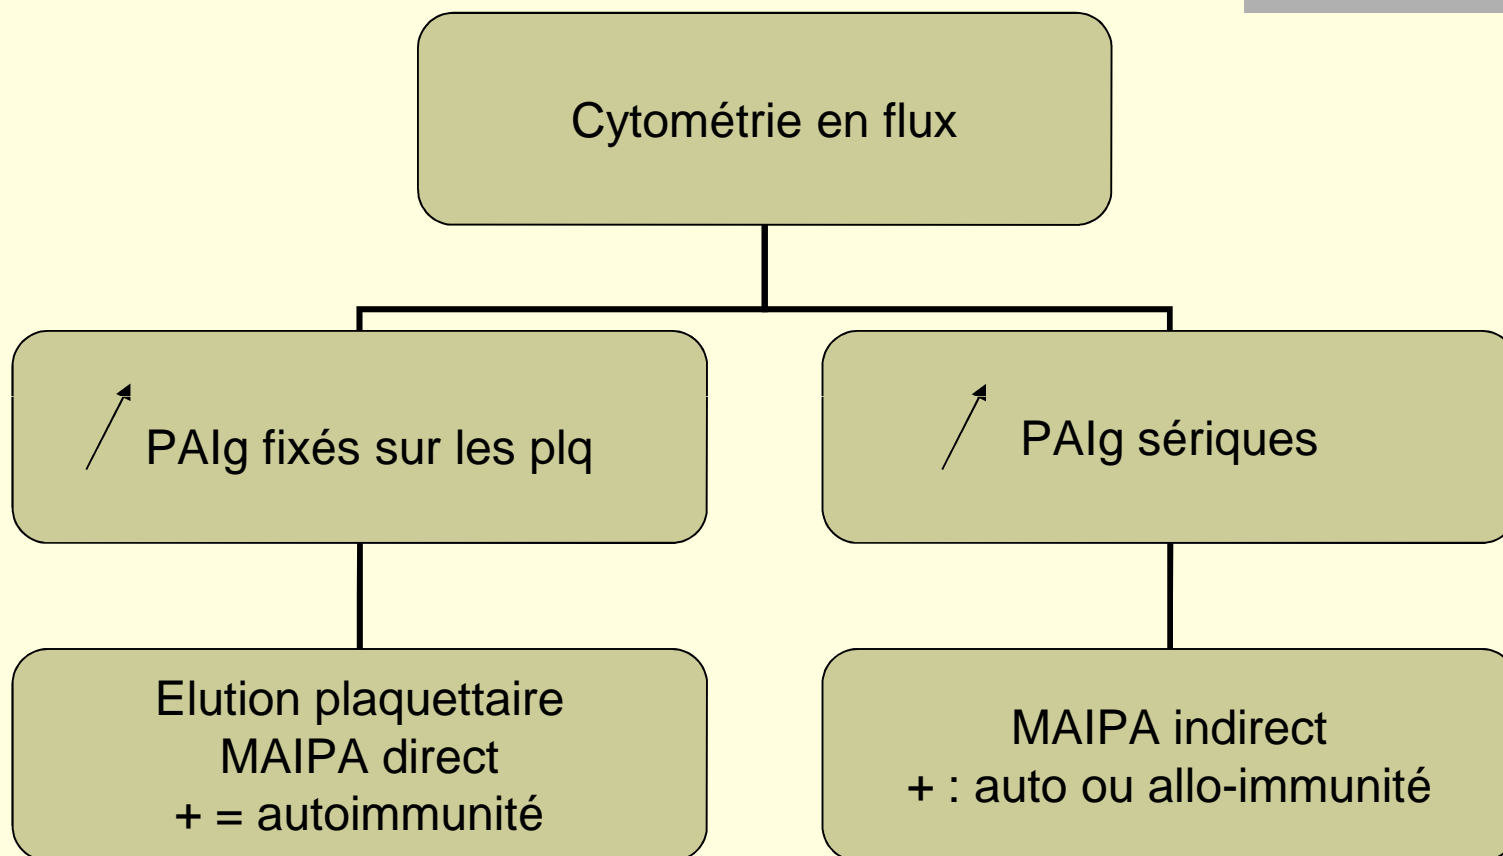 Cytométrie en flux
PAIg fixés sur les plq
PAIg sériques
Elution plaquettaire
MAIPA direct
+ = autoimmunité
MAIPA indirect
+ : auto ou allo-immunité